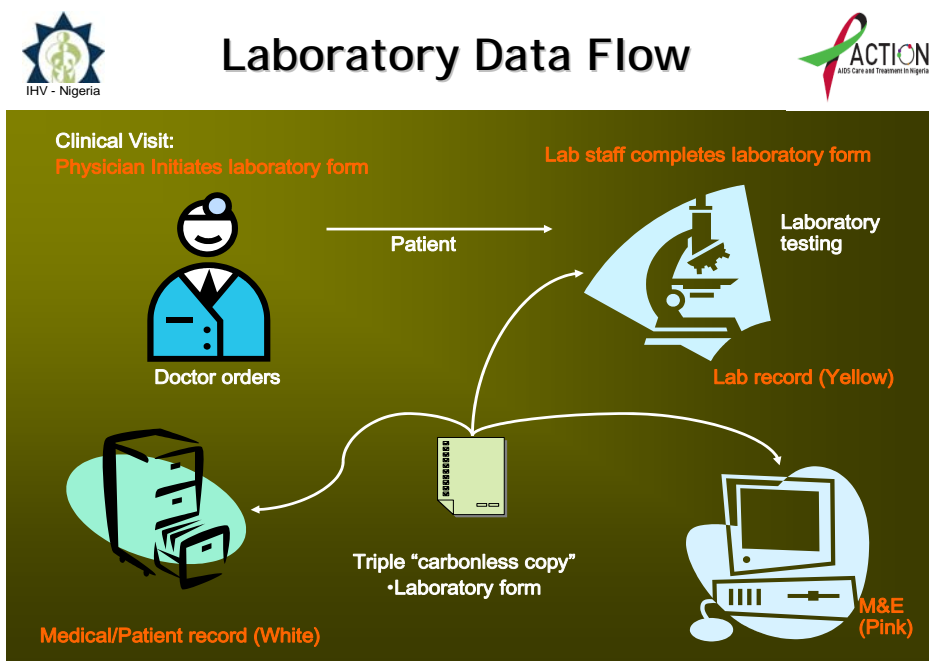 Laboratory Data Flow
IHV - Nigeria
ACTION
AIDS Care and Treatment in Nigeria
Clinical Visit:
Physician Initiates laboratory form
Lab staff completes laboratory form
Patient
Laboratory
testing
Doctor orders
Lab record (Yellow)
Triple “carbonless copy”
•Laboratory form
Medical/Patient record (White)
M&E
(Pink)